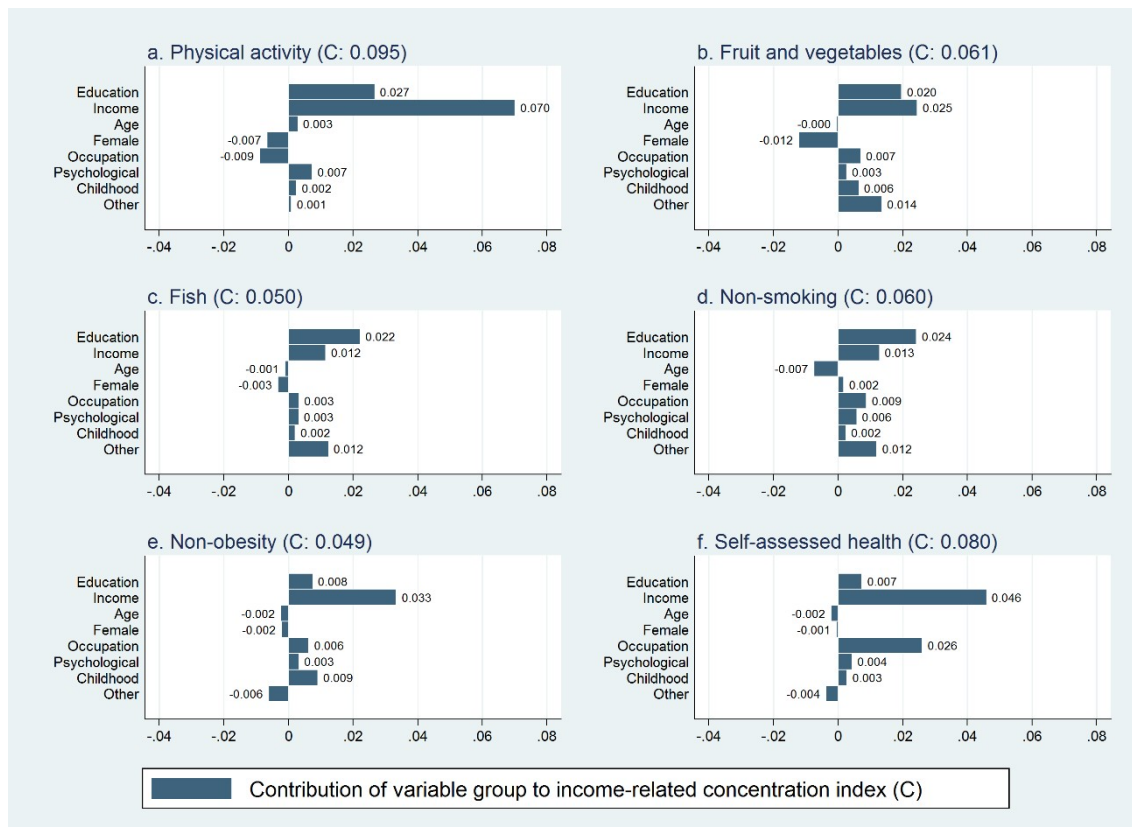 a. Physical activity (C: 0.095)
Education 0.027
Income 0.070
Age 0.003
Female -0.007
Occupation -0.009
Psychological 0.007
Childhood 0.002
Other 0.001
-.04 -.02 0 .02 .04 .06 .08
b. Fruit and vegetables (C: 0.061)
Education 0.020
Income 0.025
Age -0.000
Female -0.012
Occupation 0.007
Psychological 0.003
Childhood 0.006
Other 0.014
-.04 -.02 0 .02 .04 .06 .08
c. Fish (C: 0.050)
Education 0.022
Income 0.012
Age -0.001
Female -0.003
Occupation 0.003
Psychological 0.003
Childhood 0.002
Other 0.012
-.04 -.02 0 .02 .04 .06 .08
d. Non-smoking (C: 0.060)
Education 0.024
Income 0.013
Age -0.007
Female 0.002
Occupation 0.009
Psychological 0.006
Childhood 0.002
Other 0.012
-.04 -.02 0 .02 .04 .06 .08
e. Non-obesity (C: 0.049)
Education 0.008
Income 0.033
Age -0.002
Female -0.002
Occupation 0.006
Psychological 0.003
Childhood 0.009
Other -0.006
-.04 -.02 0 .02 .04 .06 .08
f. Self-assessed health (C: 0.080)
Education 0.007
Income 0.046
Age -0.002
Female -0.001
Occupation 0.026
Psychological 0.004
Childhood 0.003
Other -0.004
-.04 -.02 0 .02 .04 .06 .08
Contribution of variable group to income-related concentration index (C)